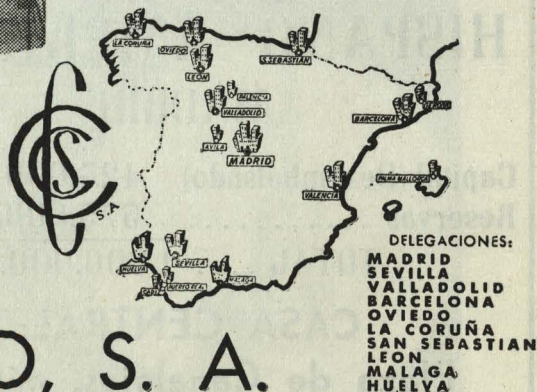 LA CORUÑA
OVIEDO
LEON
S.SEBASTIAN
PALENCIA
VALLADOLID
AVILA
MADRID
BARCELONA
VALENCIA
PALMA MALLORCA
HUELVA
SEVILLA
MALAGA
S.A
DELEGACIONES:
MADRID
SEVILLA
VALLADOLID
BARCELONA
OVIEDO
LA CORUÑA
SAN SEBASTIAN
LEON
MALAGA
HUELVA
O, S. A.